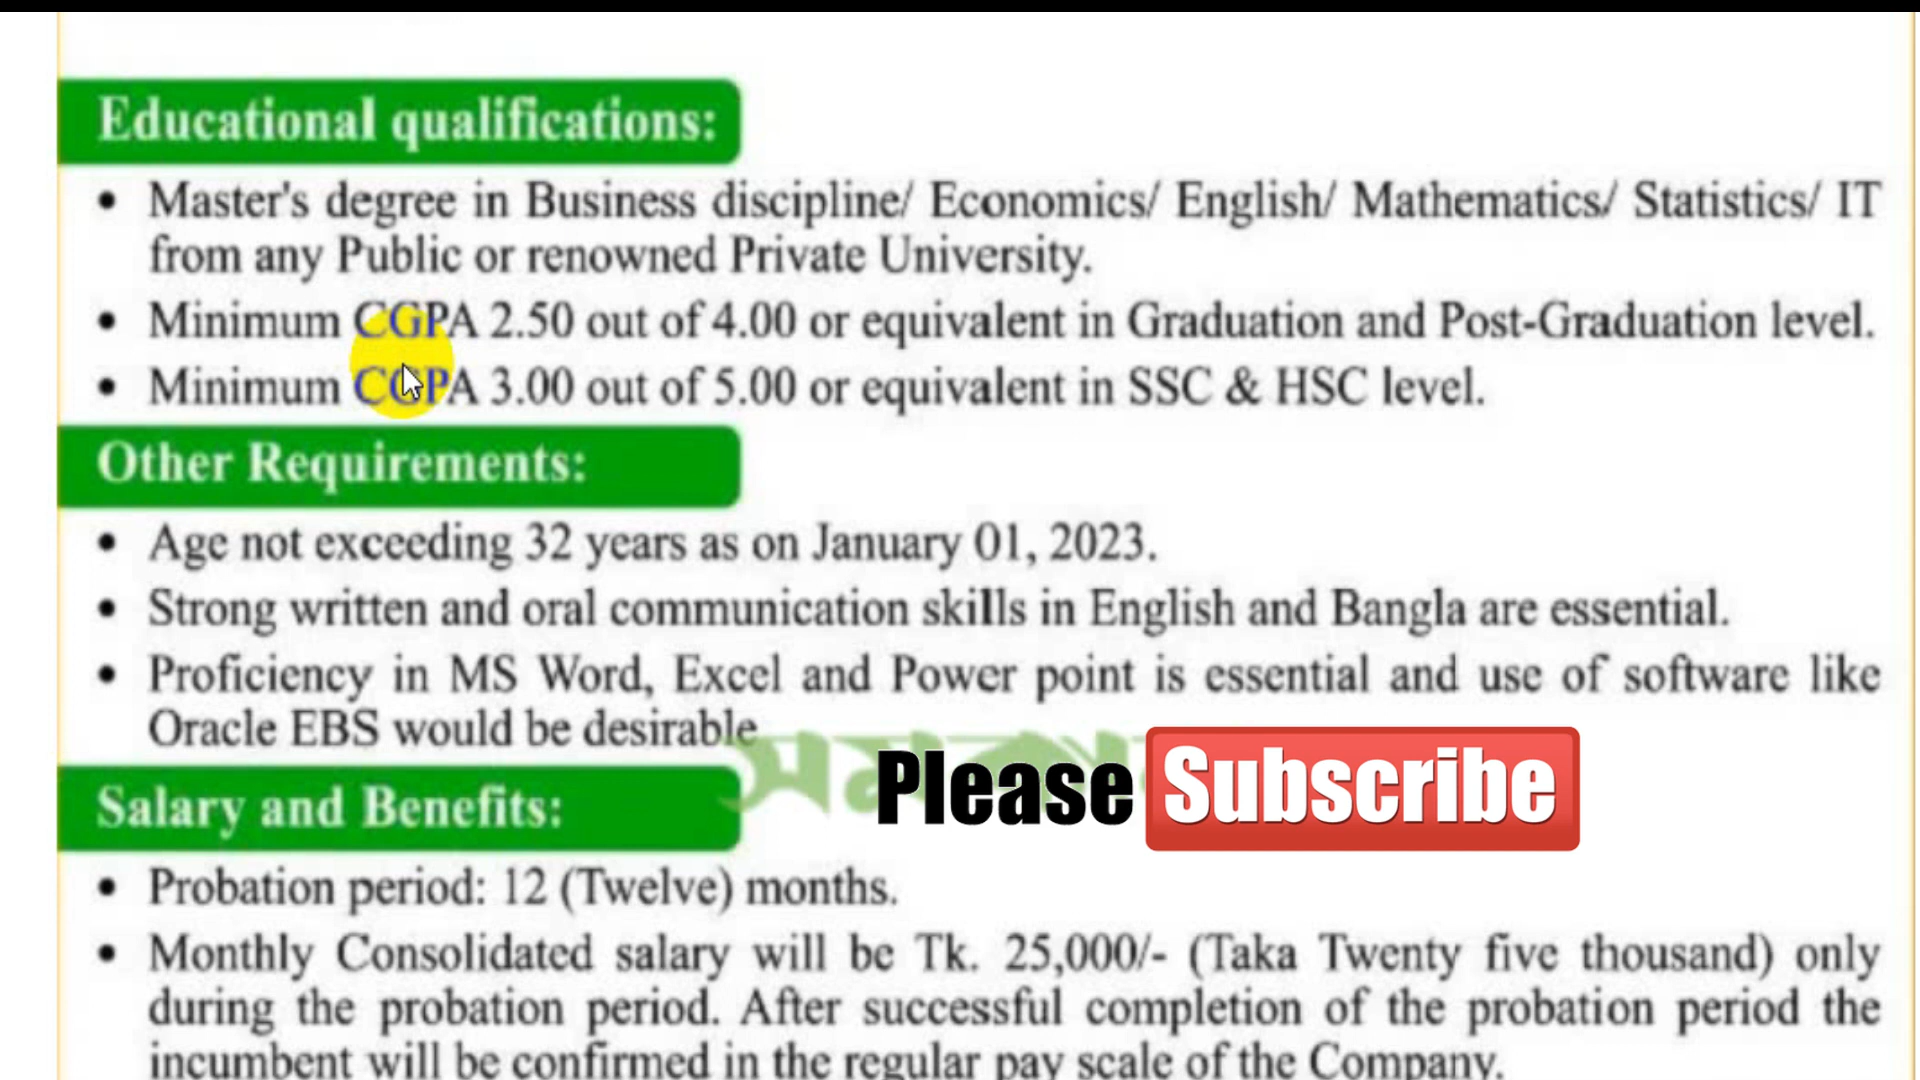 Educational qualifications:
• Master's degree in Business discipline/ Economics/ English/ Mathematics/ Statistics/ IT
from any Public or renowned Private University.
• Minimum CGPA 2.50 out of 4.00 or equivalent in Graduation and Post-Graduation level.
• Minimum CGPA 3.00 out of 5.00 or equivalent in SSC & HSC level.
Other Requirements:
• Age not exceeding 32 years as on January 01, 2023.
• Strong written and oral communication skills in English and Bangla are essential.
• Proficiency in MS Word, Excel and Power point is essential and use of software like
Oracle EBS would be desirable
Please Subscribe
Salary and Benefits:
• Probation period: 12 (Twelve) months.
• Monthly Consolidated salary will be Tk. 25,000/- (Taka Twenty five thousand) only
during the probation period. After successful completion of the probation period the
incumbent will be confirmed in the regular pay scale of the Company.